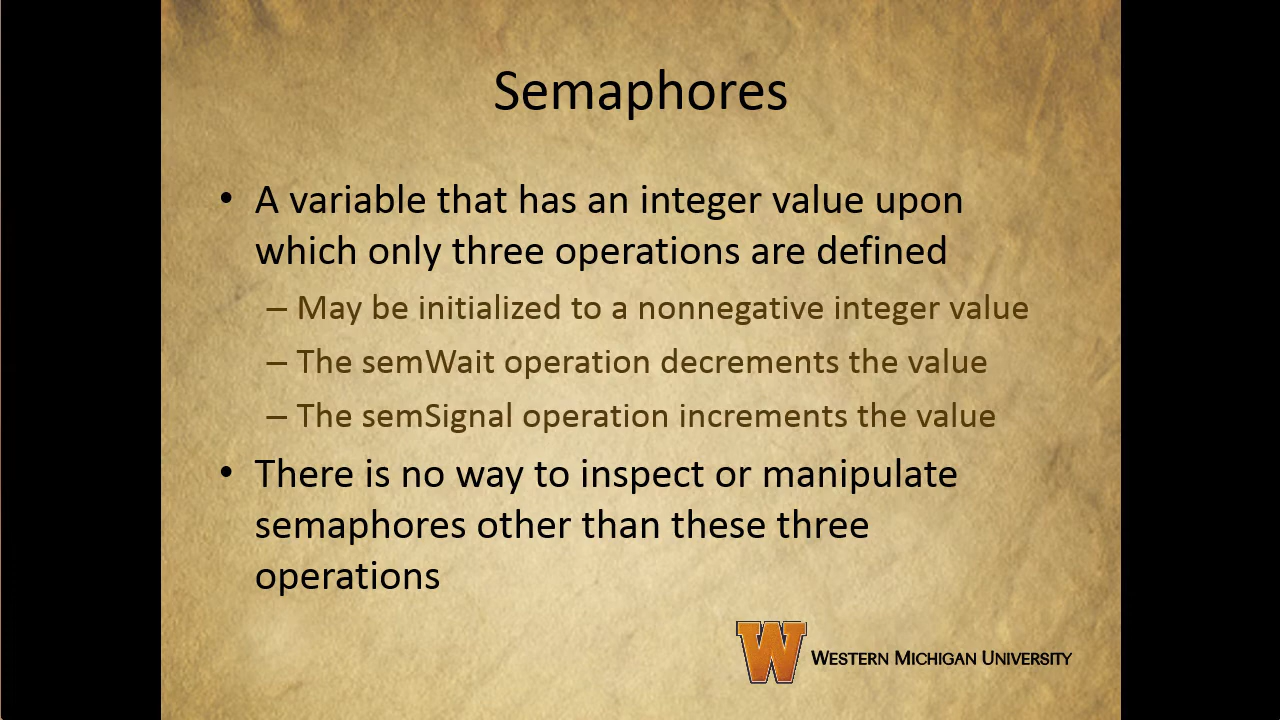 Semaphores
• A variable that has an integer value upon
which only three operations are defined
– May be initialized to a nonnegative integer value
– The semWait operation decrements the value
– The semSignal operation increments the value
• There is no way to inspect or manipulate
semaphores other than these three
operations
W WESTERN MICHIGAN UNIVERSITY